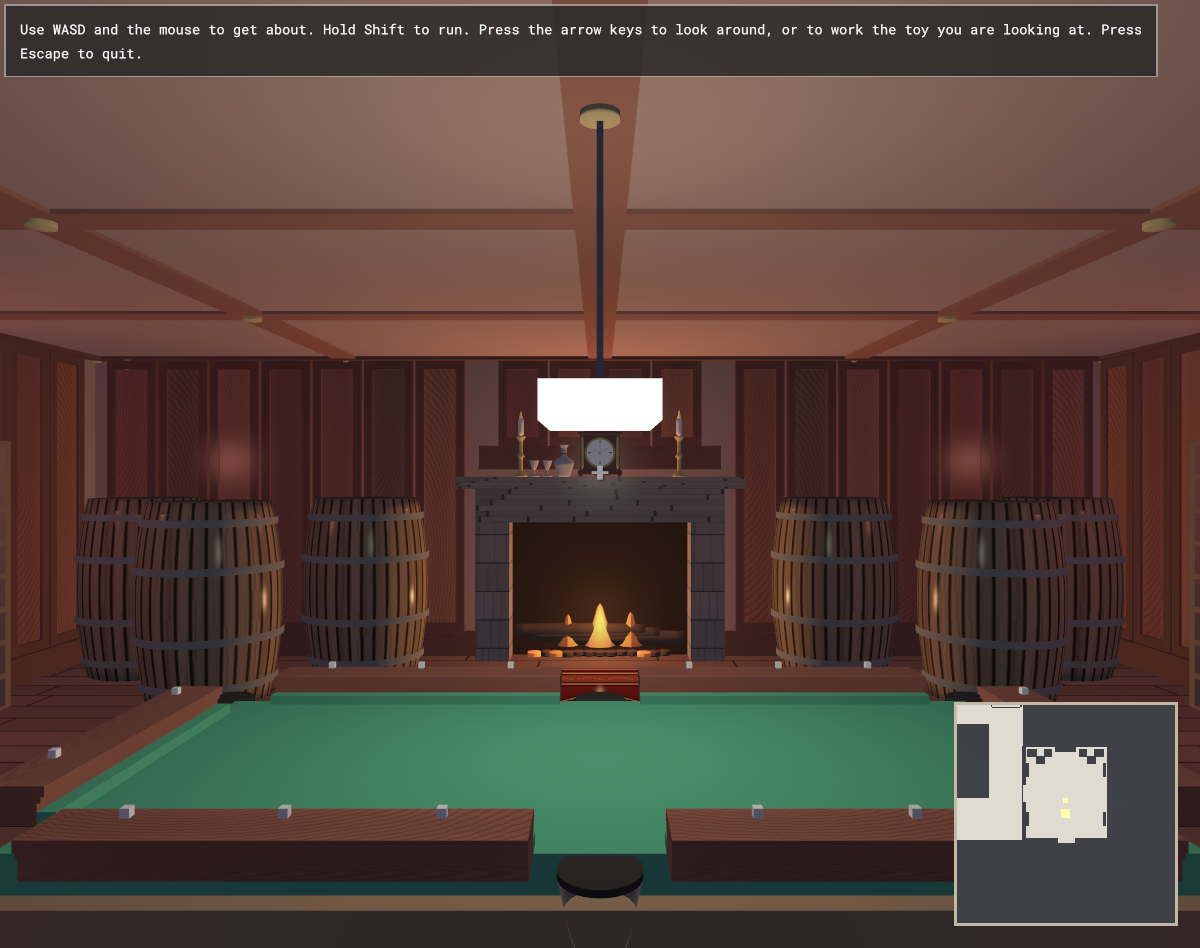 Use WASD and the mouse to get about. Hold Shift to run. Press the arrow keys to look around, or to work the toy you are looking at. Press
Escape to quit.